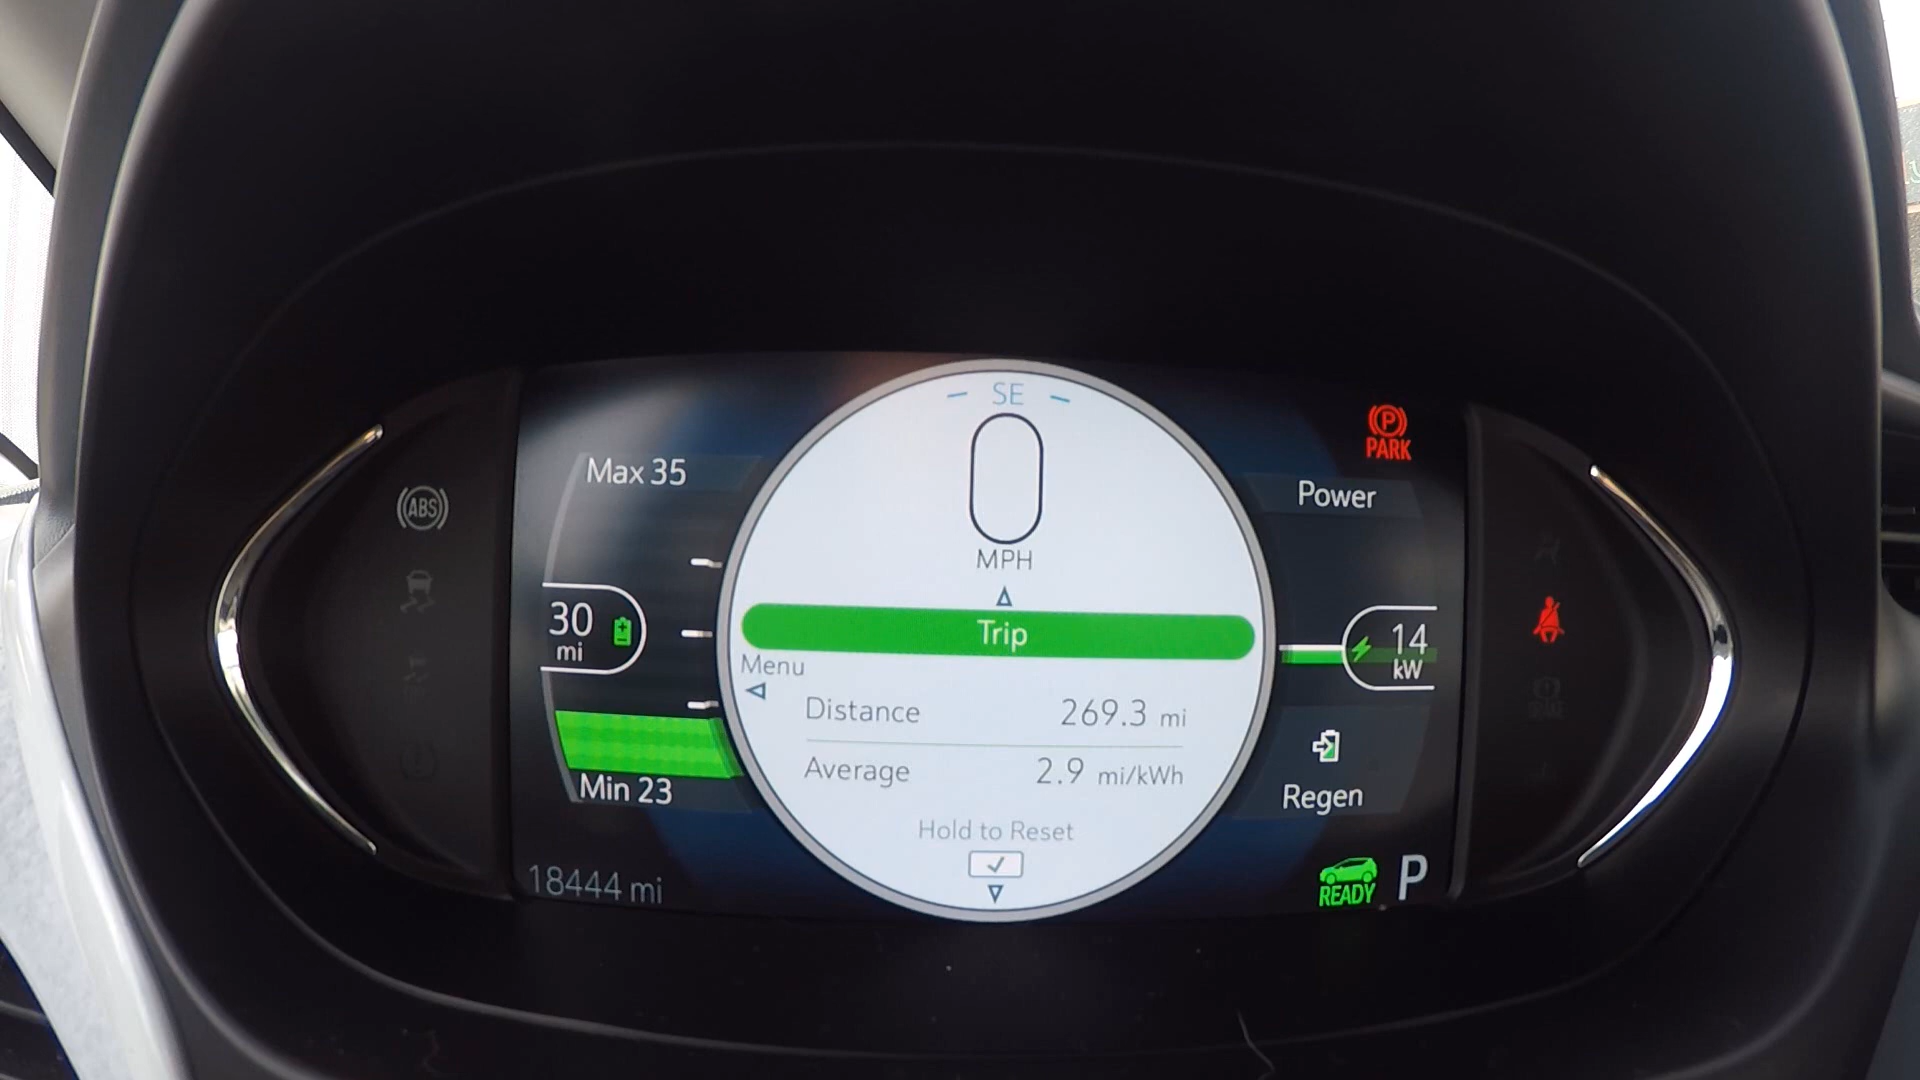 SE
PARK
Max 35
Power
ABS
0
MPH
30
mi
Trip
14
kW
Menu
Distance 269.3 mi
Average 2.9 mi/kWh
Min 23
Regen
Hold to Reset
18444 mi
READY P